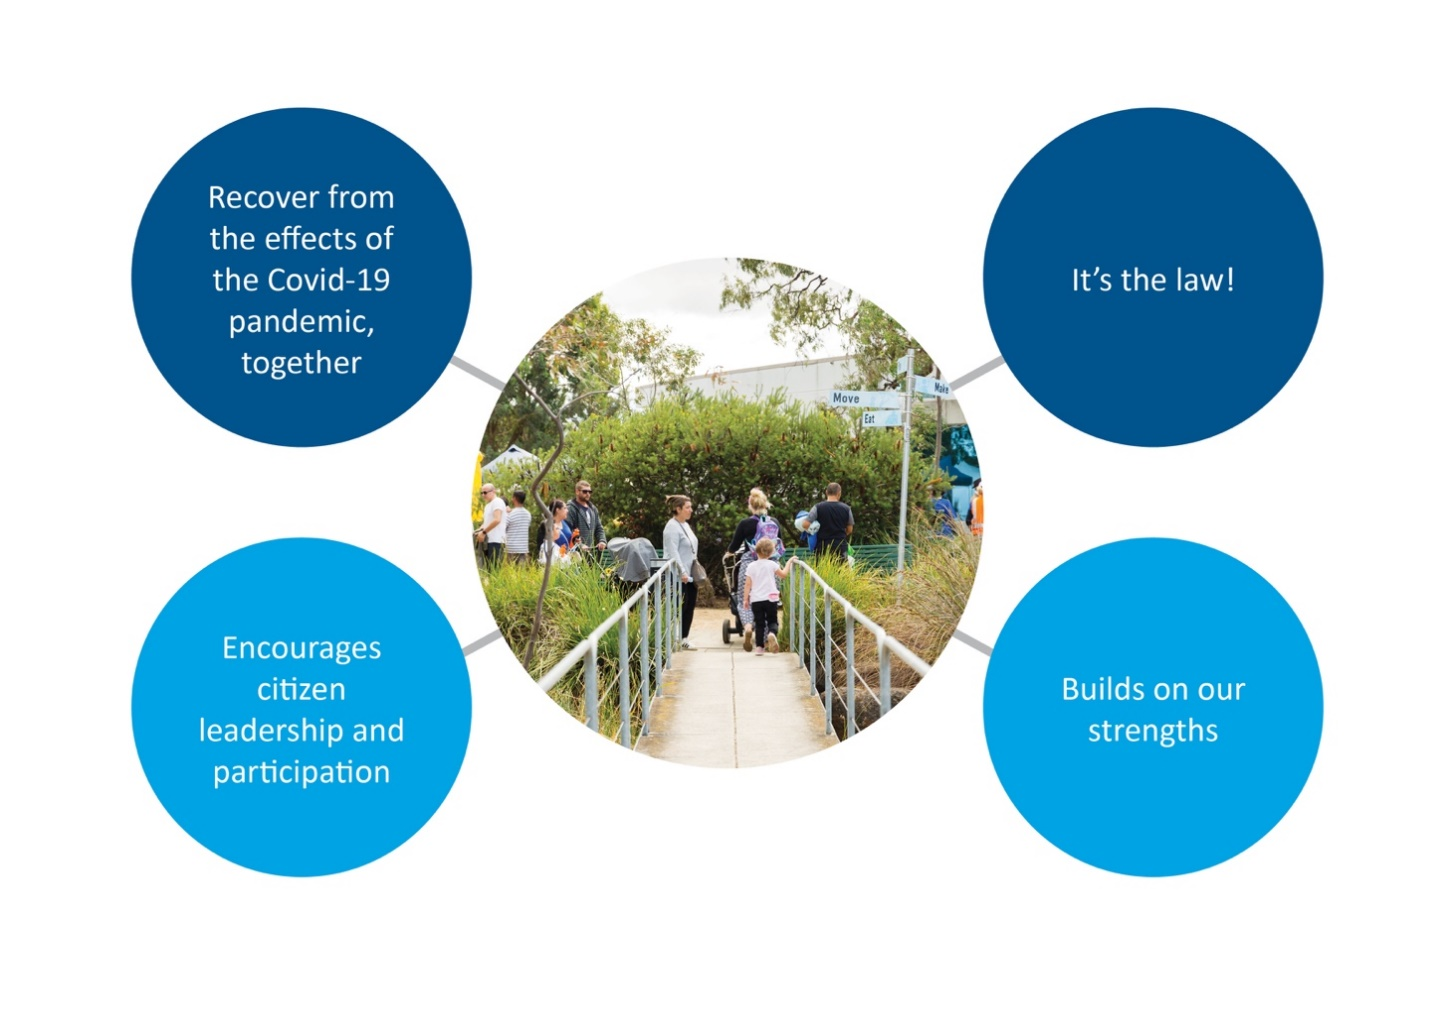 Recover from
the effects of
the Covid-19
pandemic,
together
It’s the law!
Move
Make
Eat
Encourages
citizen
leadership and
participation
Builds on our
strengths